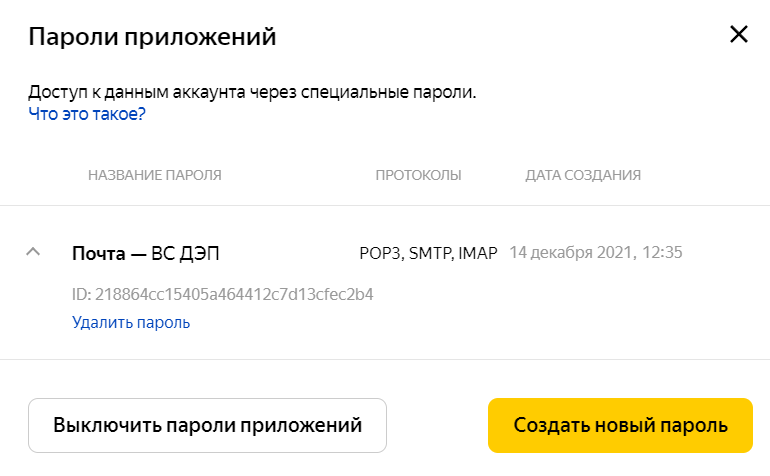 Пароли приложений
Доступ к данным аккаунта через специальные пароли.
Что это такое?
НАЗВАНИЕ ПАРОЛЯ ПРОТОКОЛЫ ДАТА СОЗДАНИЯ
Почта — ВС ДЭП POP3, SMTP, IMAP 14 декабря 2021, 12:35
ID: 218864cc15405a464412c7d13cfec2b4
Удалить пароль
Выключить пароли приложений Создать новый пароль